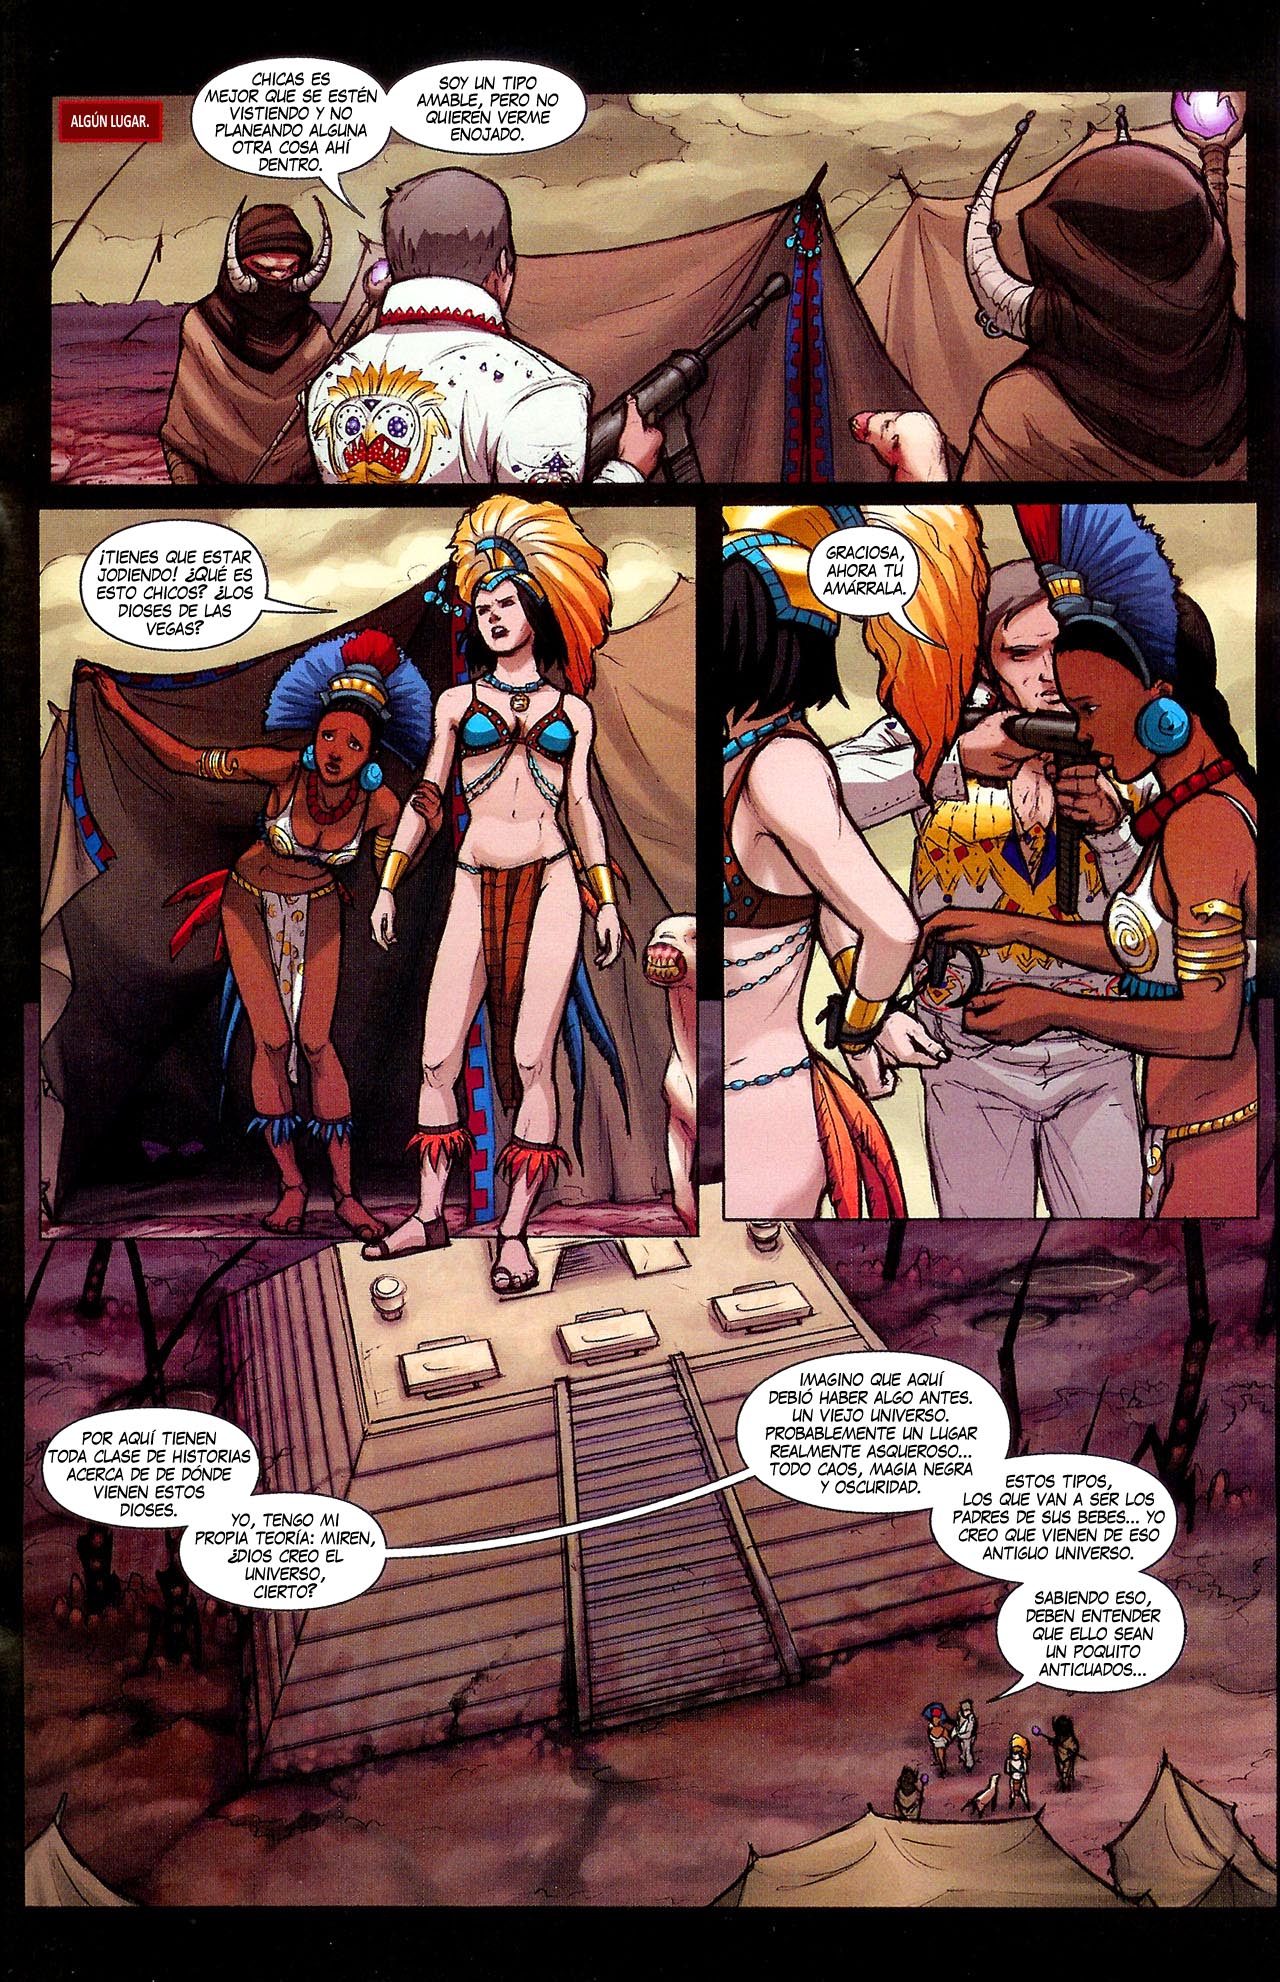 ALGÚN LUGAR.
CHICAS ES
MEJOR QUE SE ESTÉN
VISTIENDO Y NO
PLANEANDO ALGUNA
OTRA COSA AHÍ
DENTRO.
SOY UN TIPO
AMABLE, PERO NO
QUIEREN VERME
ENOJADO.
¡TIENES QUE ESTAR
JODIENDO! ¿QUÉ ES
ESTO CHICOS? ¿LOS
DIOSES DE LAS
VEGAS?
GRACIOSA,
AHORA TU
AMÁRRALA.
POR AQUÍ TIENEN
TODA CLASE DE HISTORIAS
ACERCA DE DE DÓNDE
VIENEN ESTOS
DIOSES.
YO, TENGO MI
PROPIA TEORÍA: MIREN,
¿DIOS CREO EL
UNIVERSO,
CIERTO?
IMAGINO QUE AQUÍ
DEBIÓ HABER ALGO ANTES.
UN VIEJO UNIVERSO.
PROBABLEMENTE UN LUGAR
REALMENTE ASQUEROSO...
TODO CAOS, MAGIA NEGRA
Y OSCURIDAD.
ESTOS TIPOS,
LOS QUE VAN A SER LOS
PADRES DE SUS BEBES... YO
CREO QUE VIENEN DE ESO
ANTIGUO UNIVERSO.
SABIENDO ESO,
DEBEN ENTENDER
QUE ELLO SEAN
UN POQUITO
ANTICUADOS...